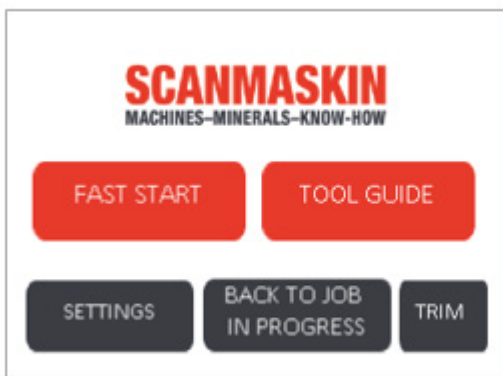 SCANMASKIN
MACHINES–MINERALS–KNOW-HOW
FAST START
TOOL GUIDE
SETTINGS
BACK TO JOB
IN PROGRESS
TRIM